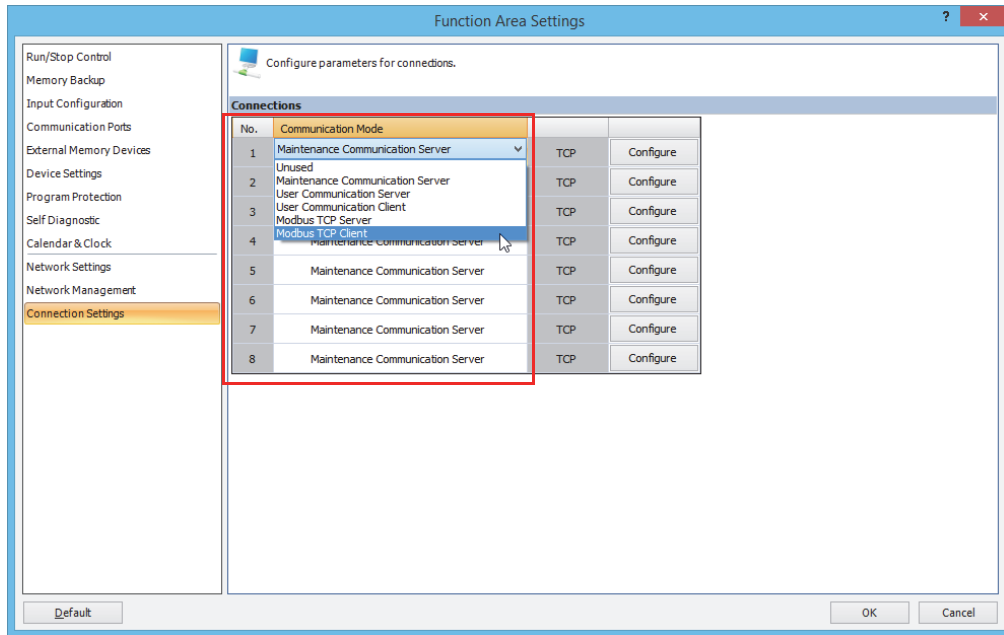 Function Area Settings
? ×
Run/Stop Control
Memory Backup
Input Configuration
Communication Ports
External Memory Devices
Device Settings
Program Protection
Self Diagnostic
Calendar & Clock
Network Settings
Network Management
Connection Settings
Configure parameters for connections.
Connections
No. Communication Mode
1 Maintenance Communication Server TCP Configure
Unused
Maintenance Communication Server
User Communication Server
User Communication Client
Modbus TCP Server
Modbus TCP Client
2 TCP Configure
3 TCP Configure
4 Maintenance Communication Server TCP Configure
5 Maintenance Communication Server TCP Configure
6 Maintenance Communication Server TCP Configure
7 Maintenance Communication Server TCP Configure
8 Maintenance Communication Server TCP Configure
Default OK Cancel